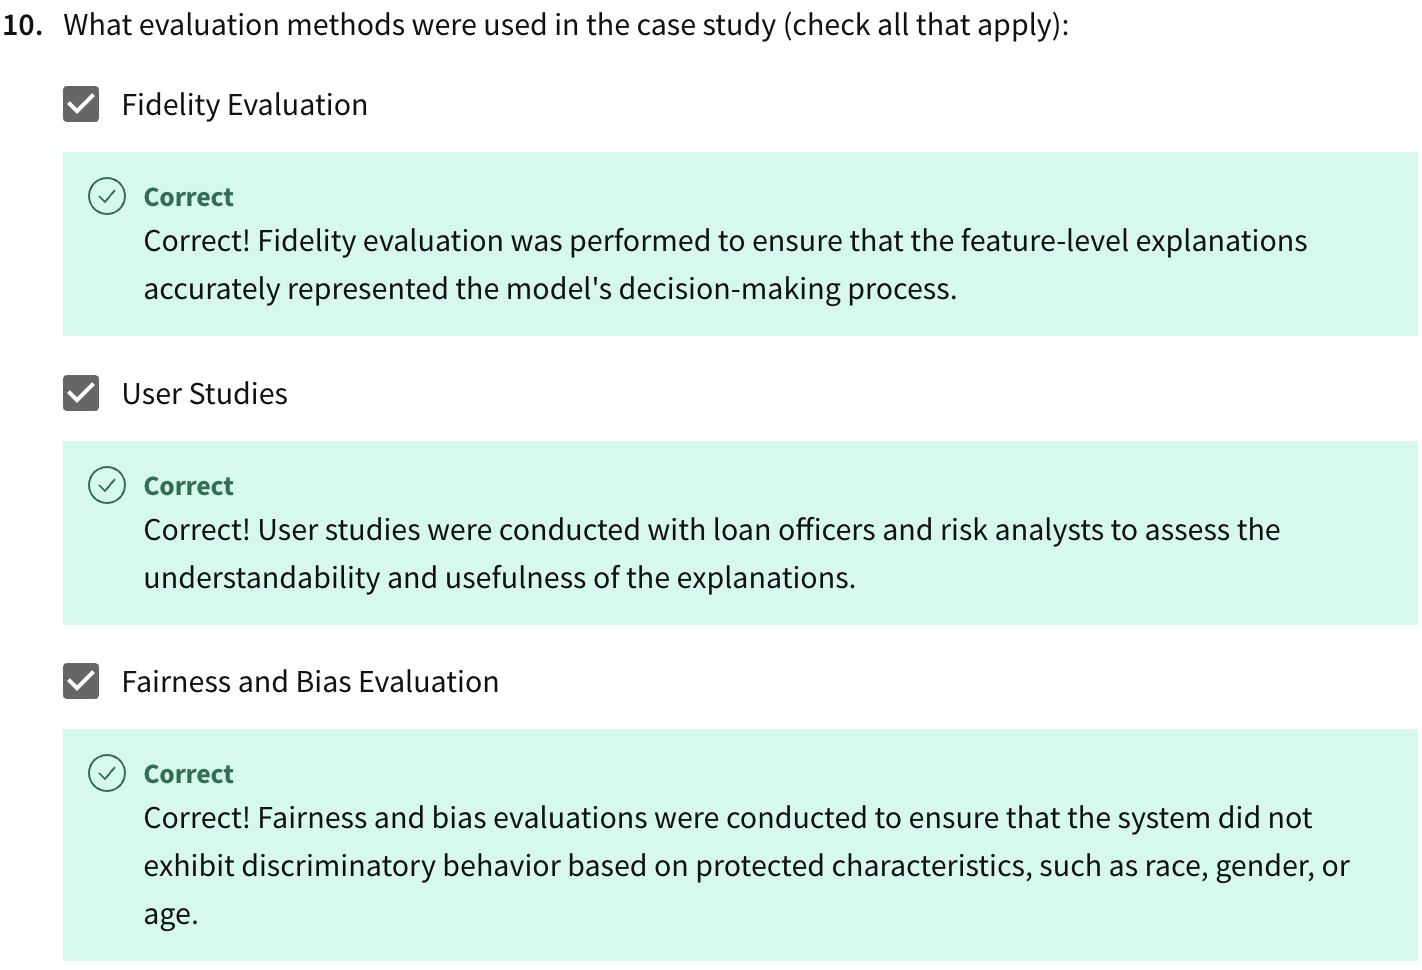 10. What evaluation methods were used in the case study (check all that apply):
Fidelity Evaluation
Correct
Correct! Fidelity evaluation was performed to ensure that the feature-level explanations
accurately represented the model's decision-making process.
User Studies
Correct
Correct! User studies were conducted with loan officers and risk analysts to assess the
understandability and usefulness of the explanations.
Fairness and Bias Evaluation
Correct
Correct! Fairness and bias evaluations were conducted to ensure that the system did not
exhibit discriminatory behavior based on protected characteristics, such as race, gender, or
age.